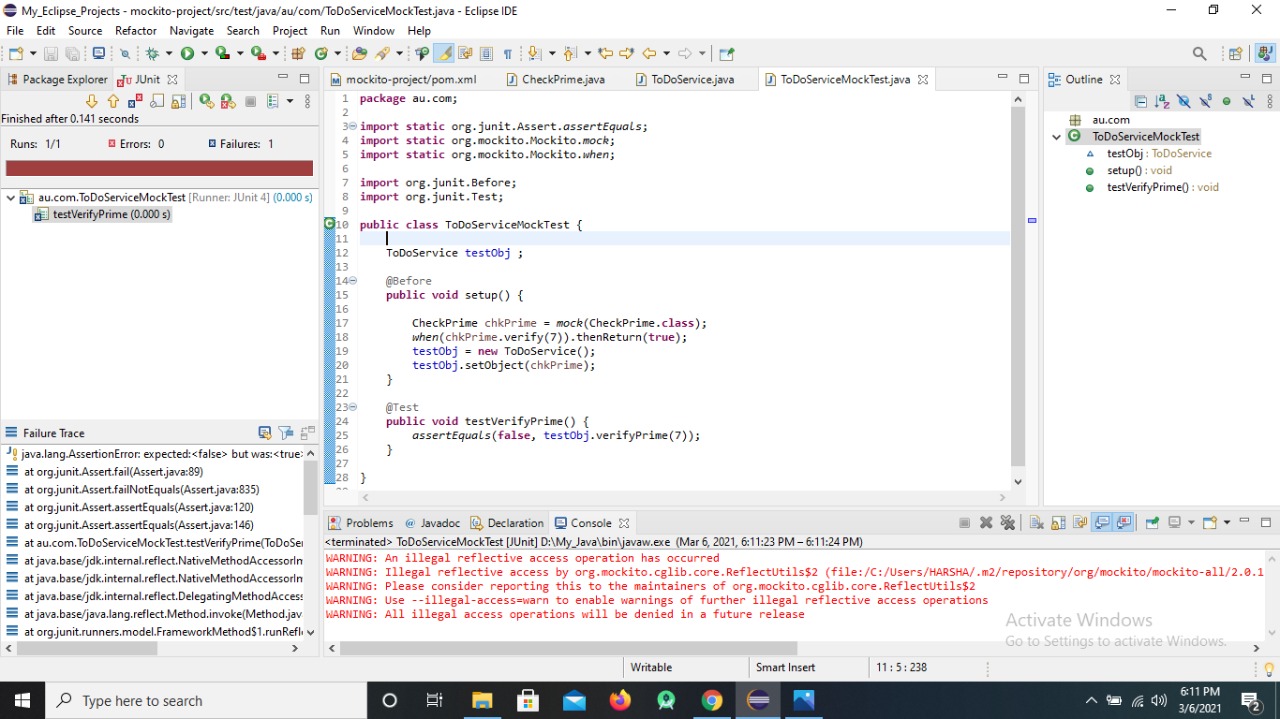 My_Eclipse_Projects - mockito-project/src/test/java/au/com/ToDoServiceMockTest.java - Eclipse IDE
File Edit Source Refactor Navigate Search Project Run Window Help
Package Explorer JUnit
Finished after 0.141 seconds
Runs: 1/1 Errors: 0 Failures: 1
au.com.ToDoServiceMockTest [Runner: JUnit 4] (0.000 s)
testVerifyPrime (0.000 s)
Failure Trace
java.lang.AssertionError: expected:<false> but was:<true>
at org.junit.Assert.fail(Assert.java:89)
at org.junit.Assert.failNotEquals(Assert.java:835)
at org.junit.Assert.assertEquals(Assert.java:120)
at org.junit.Assert.assertEquals(Assert.java:146)
at au.com.ToDoServiceMockTest.testVerifyPrime(ToDoSer
at java.base/jdk.internal.reflect.NativeMethodAccessorIm
at java.base/jdk.internal.reflect.NativeMethodAccessorIm
at java.base/jdk.internal.reflect.DelegatingMethodAccess
at java.base/java.lang.reflect.Method.invoke(Method.jav
at org.junit.runners.model.FrameworkMethod$1.runRefl
mockito-project/pom.xml CheckPrime.java ToDoService.java ToDoServiceMockTest.java
1 package au.com;
2
3 import static org.junit.Assert.assertEquals;
4 import static org.mockito.Mockito.mock;
5 import static org.mockito.Mockito.when;
6
7 import org.junit.Before;
8 import org.junit.Test;
9
10 public class ToDoServiceMockTest {
11
12 ToDoService testObj ;
13
14 @Before
15 public void setup() {
16
17 CheckPrime chkPrime = mock(CheckPrime.class);
18 when(chkPrime.verify(7)).thenReturn(true);
19 testObj = new ToDoService();
20 testObj.setObject(chkPrime);
21 }
22
23 @Test
24 public void testVerifyPrime() {
25 assertEquals(false, testObj.verifyPrime(7));
26 }
27
28 }
Outline
au.com
ToDoServiceMockTest
testObj : ToDoService
setup() : void
testVerifyPrime() : void
Problems Javadoc Declaration Console
<terminated> ToDoServiceMockTest [JUnit] D:\My_Java\bin\javaw.exe (Mar 6, 2021, 6:11:23 PM – 6:11:24 PM)
WARNING: An illegal reflective access operation has occurred
WARNING: Illegal reflective access by org.mockito.cglib.core.ReflectUtils$2 (file:/C:/Users/HARSHA/.m2/repository/org/mockito/mockito-all/2.0.1
WARNING: Please consider reporting this to the maintainers of org.mockito.cglib.core.ReflectUtils$2
WARNING: Use --illegal-access=warn to enable warnings of further illegal reflective access operations
WARNING: All illegal access operations will be denied in a future release
Activate Windows
Go to Settings to activate Windows.
Writable Smart Insert 11 : 5 : 238
Type here to search
6:11 PM
3/6/2021
2